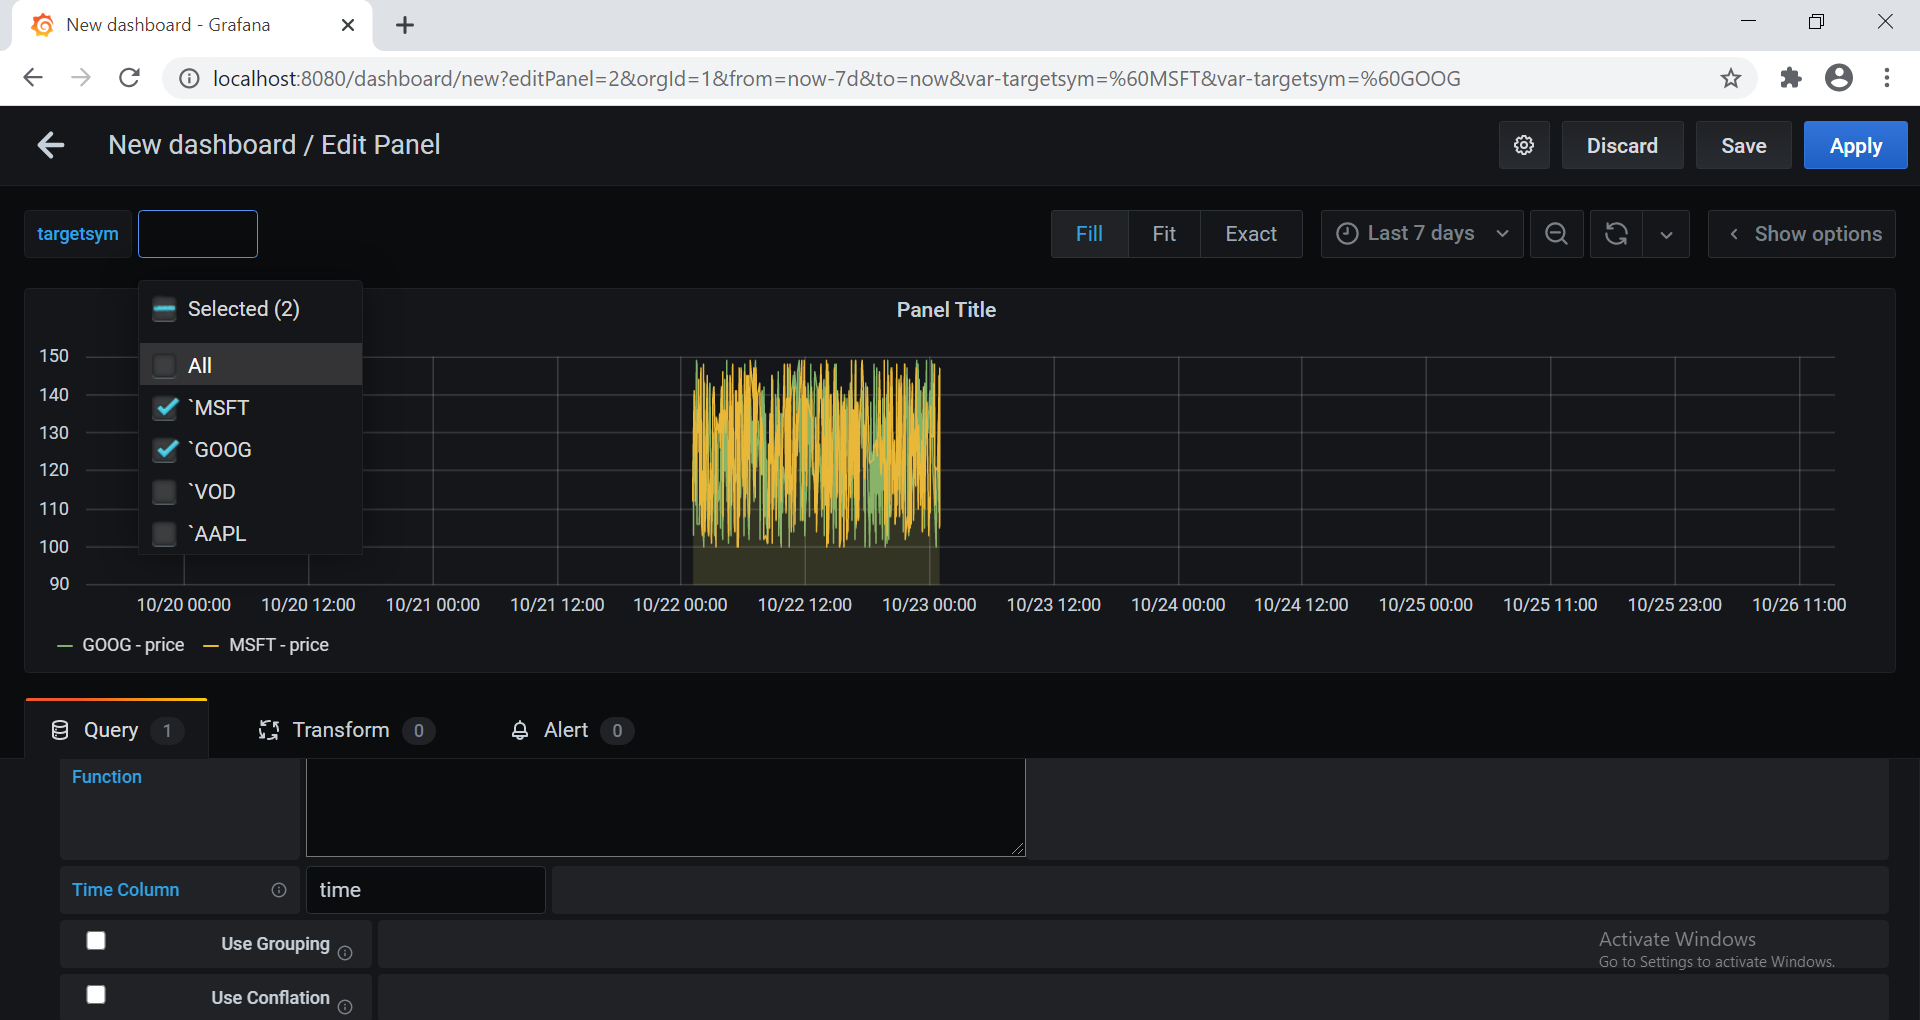 New dashboard - Grafana
localhost:8080/dashboard/new?editPanel=2&orgId=1&from=now-7d&to=now&var-targetsym=%60MSFT&var-targetsym=%60GOOG
New dashboard / Edit Panel
Discard
Save
Apply
targetsym
Fill
Fit
Exact
Last 7 days
Show options
Selected (2)
All
`MSFT
`GOOG
`VOD
`AAPL
Panel Title
150
140
130
120
110
100
90
10/20 00:00 10/20 12:00 10/21 00:00 10/21 12:00 10/22 00:00 10/22 12:00 10/23 00:00 10/23 12:00 10/24 00:00 10/24 12:00 10/25 00:00 10/25 11:00 10/25 23:00 10/26 11:00
GOOG - price MSFT - price
Query 1
Transform 0
Alert 0
Function
Time Column
time
Use Grouping
Use Conflation
Activate Windows
Go to Settings to activate Windows.